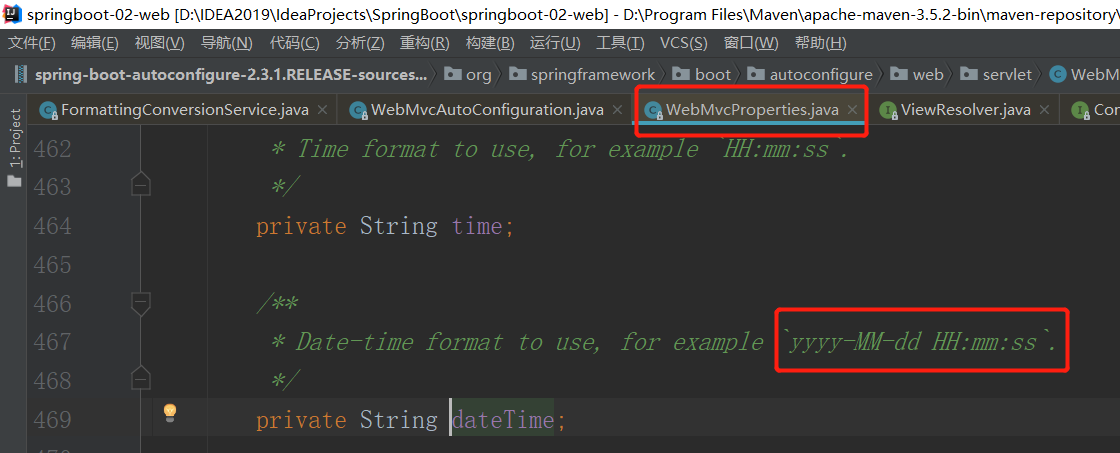 springboot-02-web [D:\IDEA2019\IdeaProjects\SpringBoot\springboot-02-web] - D:\Program Files\Maven\apache-maven-3.5.2-bin\maven-repository\
文件(F) 编辑(E) 视图(V) 导航(N) 代码(C) 分析(Z) 重构(R) 构建(B) 运行(U) 工具(T) VCS(S) 窗口(W) 帮助(H)
spring-boot-autoconfigure-2.3.1.RELEASE-sources... org springframework boot autoconfigure web servlet WebM
FormattingConversionService.java WebMvcAutoConfiguration.java WebMvcProperties.java ViewResolver.java Con
1: Project
462 * Time format to use, for example `HH:mm:ss`.
463 */
464 private String time;
465
466 /**
467 * Date-time format to use, for example `yyyy-MM-dd HH:mm:ss`.
468 */
469 private String dateTime;